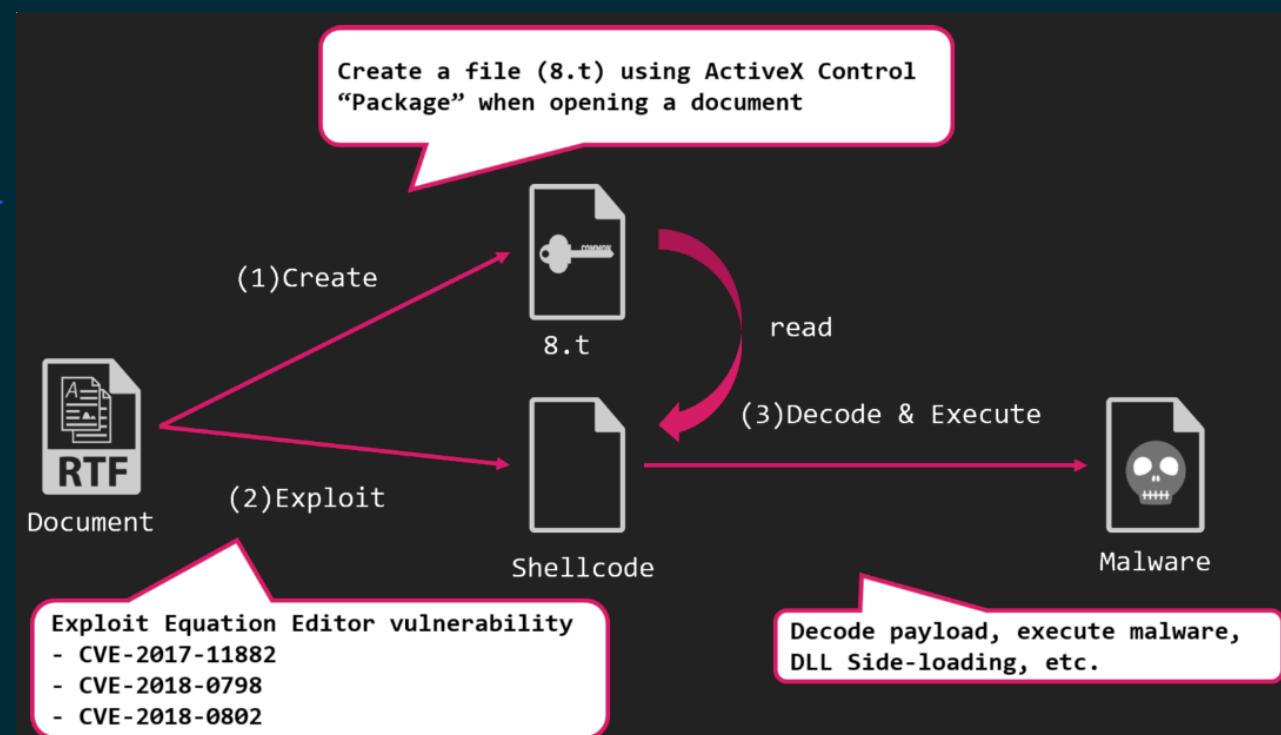 Create a file (8.t) using ActiveX Control
“Package” when opening a document
COMMON
(1)Create
8.t
read
A
RTF
Document
(2)Exploit
Shellcode
(3)Decode & Execute
Malware
Exploit Equation Editor vulnerability
- CVE-2017-11882
- CVE-2018-0798
- CVE-2018-0802
Decode payload, execute malware,
DLL Side-loading, etc.